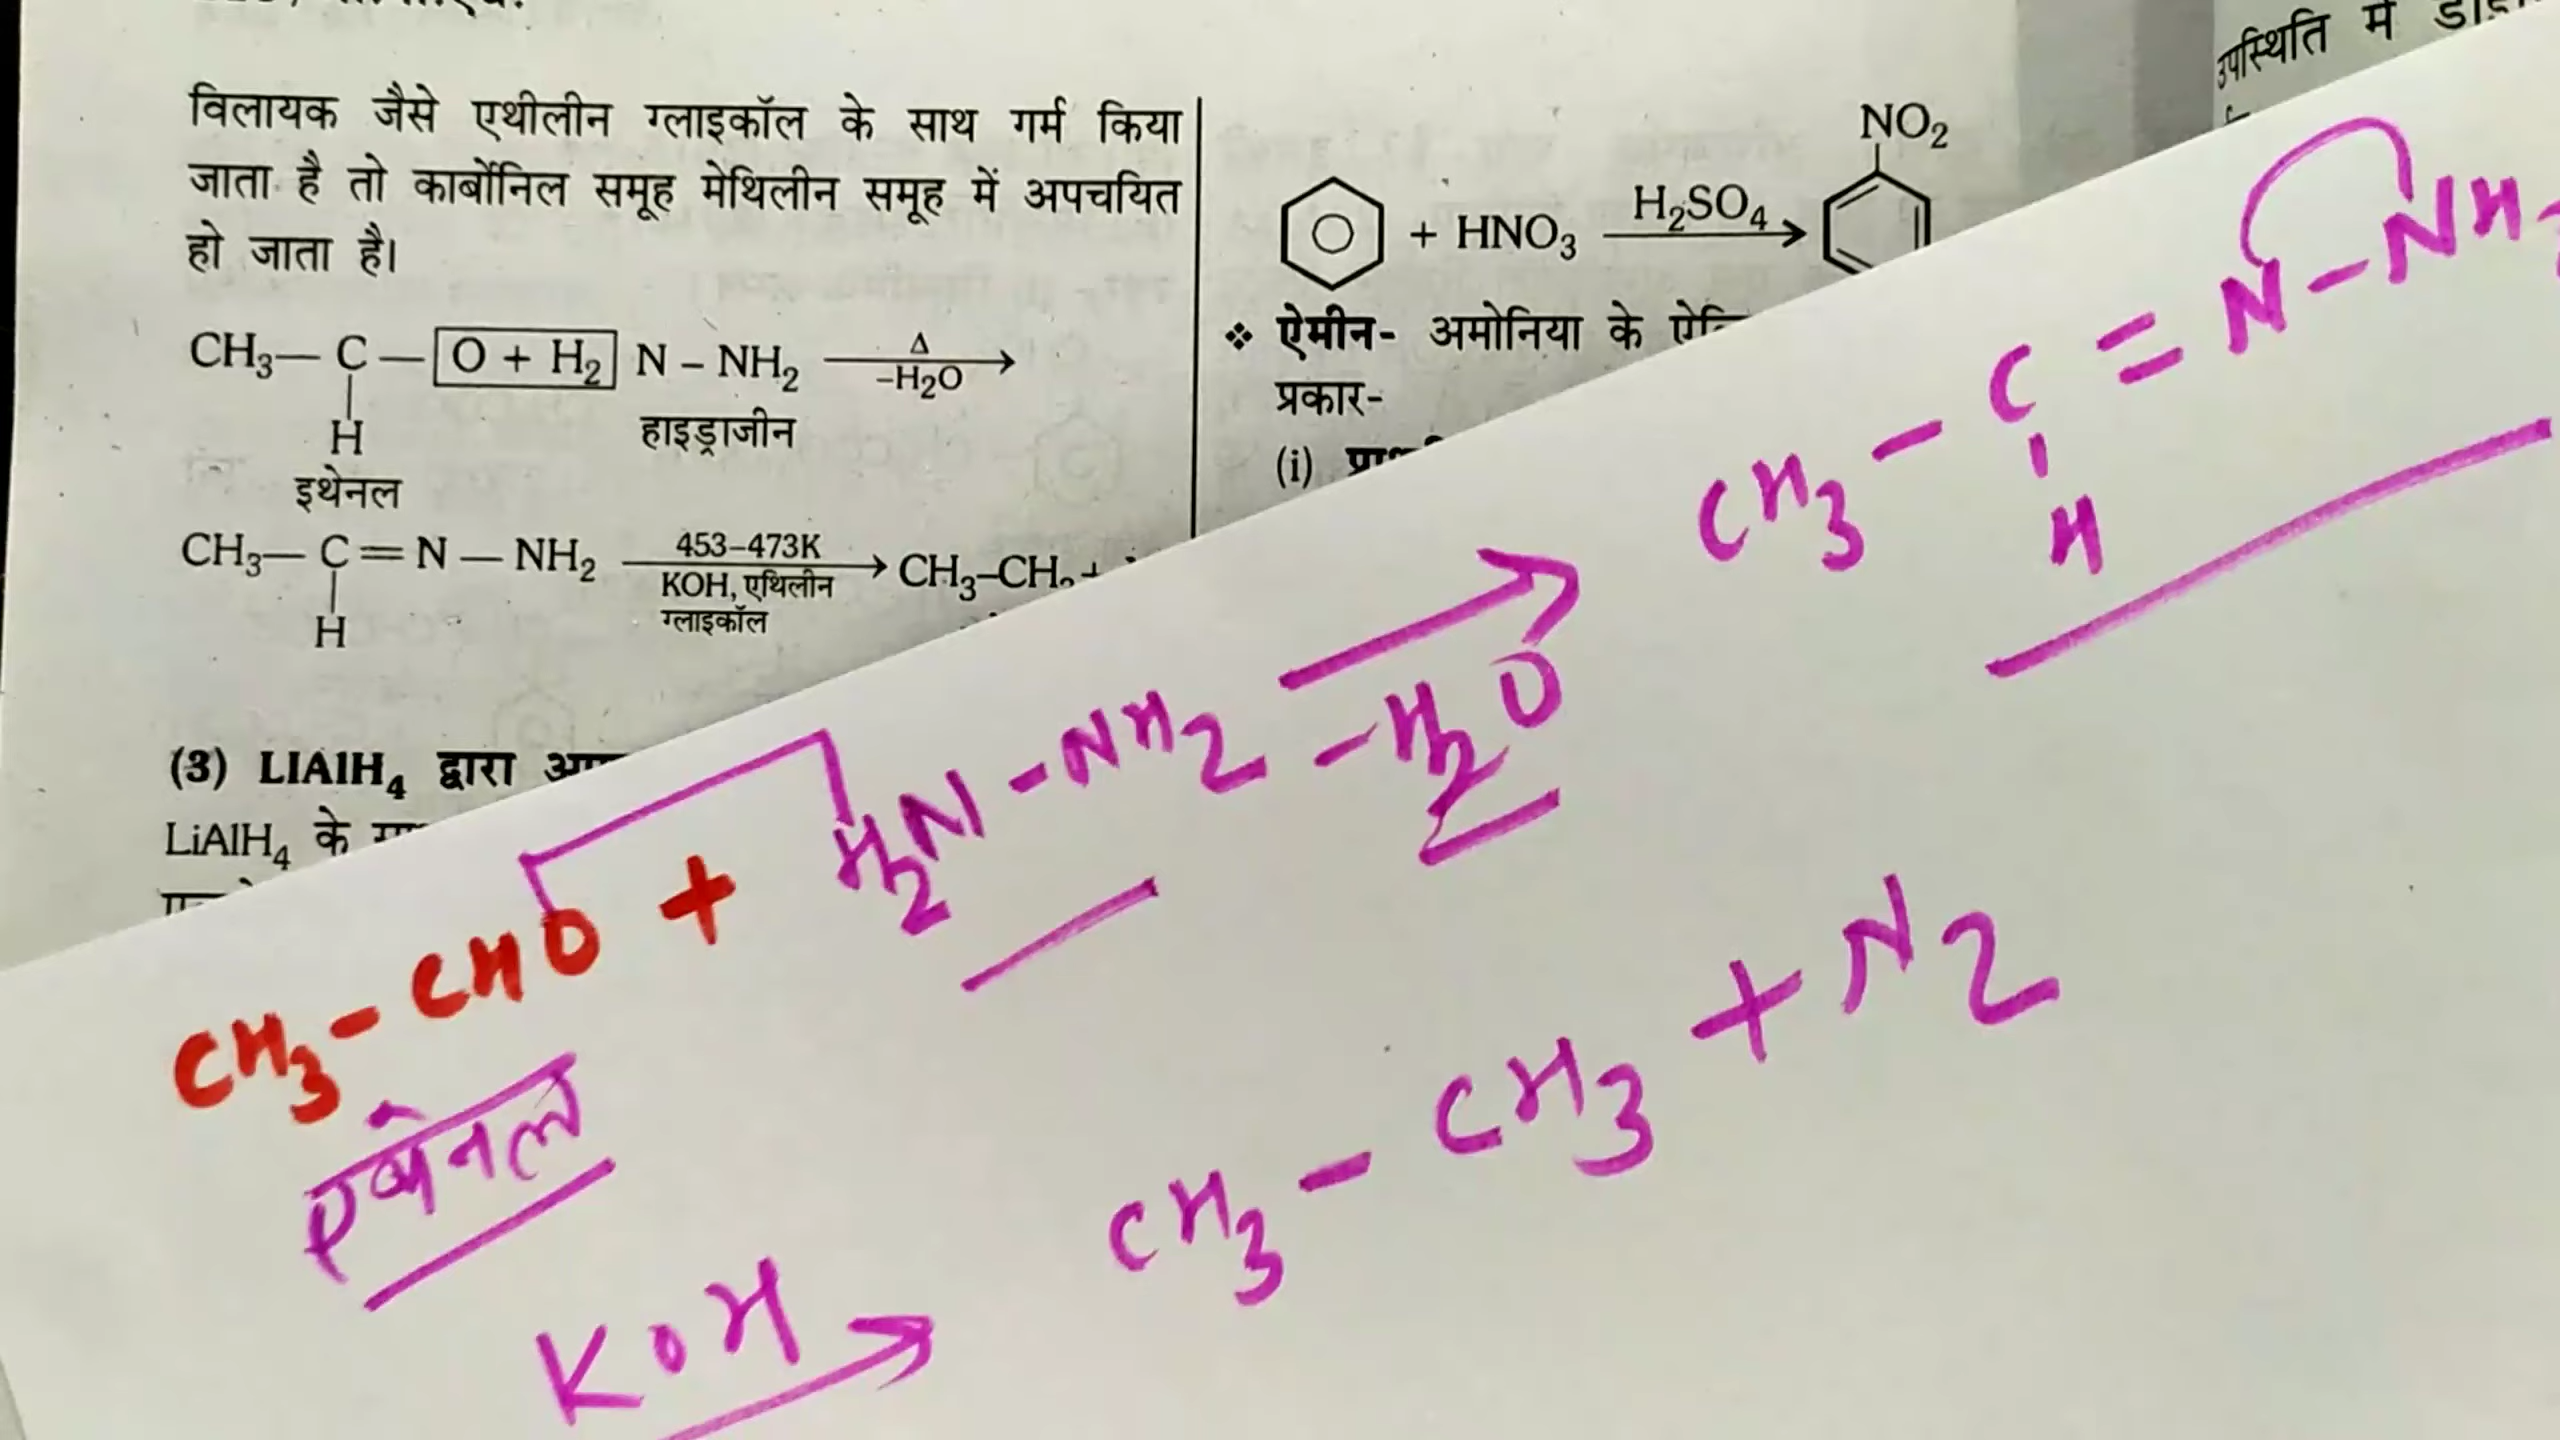 विलायक जैसे एथीलीन ग्लाइकॉल के साथ गर्म किया
जाता है तो कार्बोनिल समूह मेथिलीन समूह में अपचयित
हो जाता है।
CH₃— C — O + H₂ N – NH₂ Δ –H₂O →
H
हाइड्राजीन
इथेनल
CH₃— C = N — NH₂ 453–473K → CH₃–CH₂ +
KOH, एथिलीन
ग्लाइकॉल
H
(3) LIAlH₄ द्वारा
LiAlH₄ के
NO₂
+ HNO₃ H₂SO₄ →
❖ ऐमीन- अमोनिया के
प्रकार-
(i)
उपस्थिति में
CH₃ – CHO + H₂N – NH₂ → – H₂O
CH₃ – C = N – NH₂
H
एथेनल
KOH → CH₃ – CH₃ + N₂